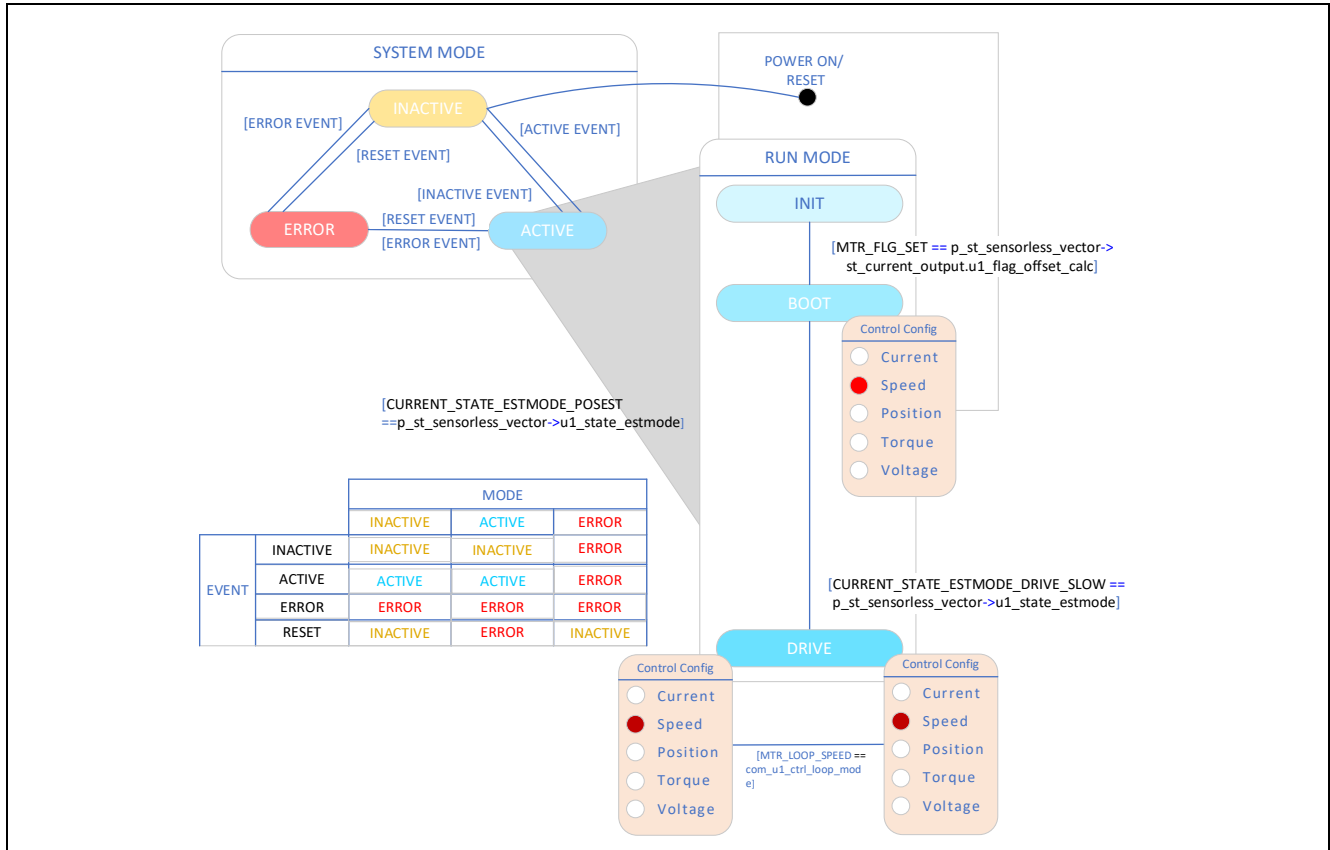 SYSTEM MODE
INACTIVE
[ERROR EVENT]
[RESET EVENT]
[ACTIVE EVENT]
[INACTIVE EVENT]
ERROR
[RESET EVENT]
[ERROR EVENT]
ACTIVE
POWER ON/
RESET
RUN MODE
INIT
[MTR_FLG_SET == p_st_sensorless_vector->
st_current_output.u1_flag_offset_calc]
BOOT
Control Config
Current
Speed
Position
Torque
Voltage
[CURRENT_STATE_ESTMODE_POSEST
==p_st_sensorless_vector->u1_state_estmode]
MODE
INACTIVE ACTIVE ERROR
EVENT
INACTIVE INACTIVE INACTIVE ERROR
ACTIVE ACTIVE ACTIVE ERROR
ERROR ERROR ERROR ERROR
RESET INACTIVE ERROR INACTIVE
[CURRENT_STATE_ESTMODE_DRIVE_SLOW ==
p_st_sensorless_vector->u1_state_estmode]
DRIVE
Control Config
Current
Speed
Position
Torque
Voltage
[MTR_LOOP_SPEED ==
com_u1_ctrl_loop_mod
e]
Control Config
Current
Speed
Position
Torque
Voltage